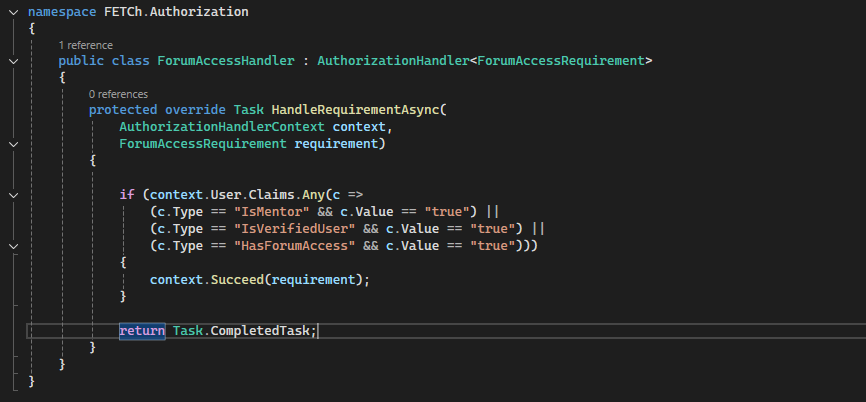 namespace FETCh.Authorization
{
1 reference
public class ForumAccessHandler : AuthorizationHandler<ForumAccessRequirement>
{
0 references
protected override Task HandleRequirementAsync(
AuthorizationHandlerContext context,
ForumAccessRequirement requirement)
{
if (context.User.Claims.Any(c =>
(c.Type == "IsMentor" && c.Value == "true") ||
(c.Type == "IsVerifiedUser" && c.Value == "true") ||
(c.Type == "HasForumAccess" && c.Value == "true")))
{
context.Succeed(requirement);
}
return Task.CompletedTask;
}
}
}